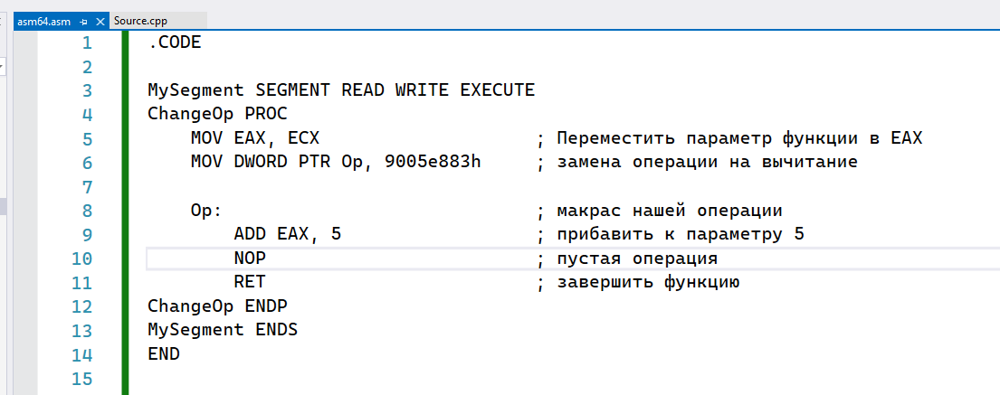 asm64.asm Source.cpp
1 .CODE
2
3 MySegment SEGMENT READ WRITE EXECUTE
4 ChangeOp PROC
5 MOV EAX, ECX ; Переместить параметр функции в EAX
6 MOV DWORD PTR Op, 9005e883h ; замена операции на вычитание
7
8 Op: ; макрас нашей операции
9 ADD EAX, 5 ; прибавить к параметру 5
10 NOP ; пустая операция
11 RET ; завершить функцию
12 ChangeOp ENDP
13 MySegment ENDS
14 END
15